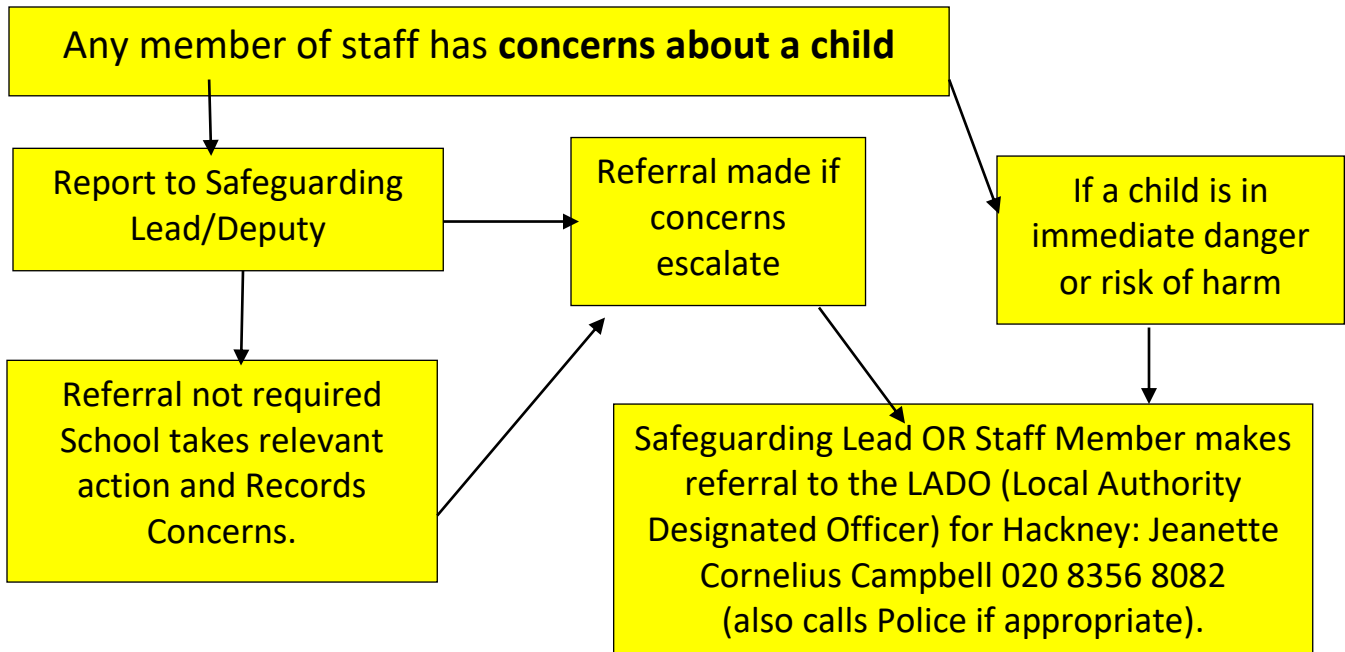 Any member of staff has concerns about a child
Report to Safeguarding
Lead/Deputy
Referral made if
concerns
escalate
If a child is in
immediate danger
or risk of harm
Referral not required
School takes relevant
action and Records
Concerns.
Safeguarding Lead OR Staff Member makes
referral to the LADO (Local Authority
Designated Officer) for Hackney: Jeanette
Cornelius Campbell 020 8356 8082
(also calls Police if appropriate).